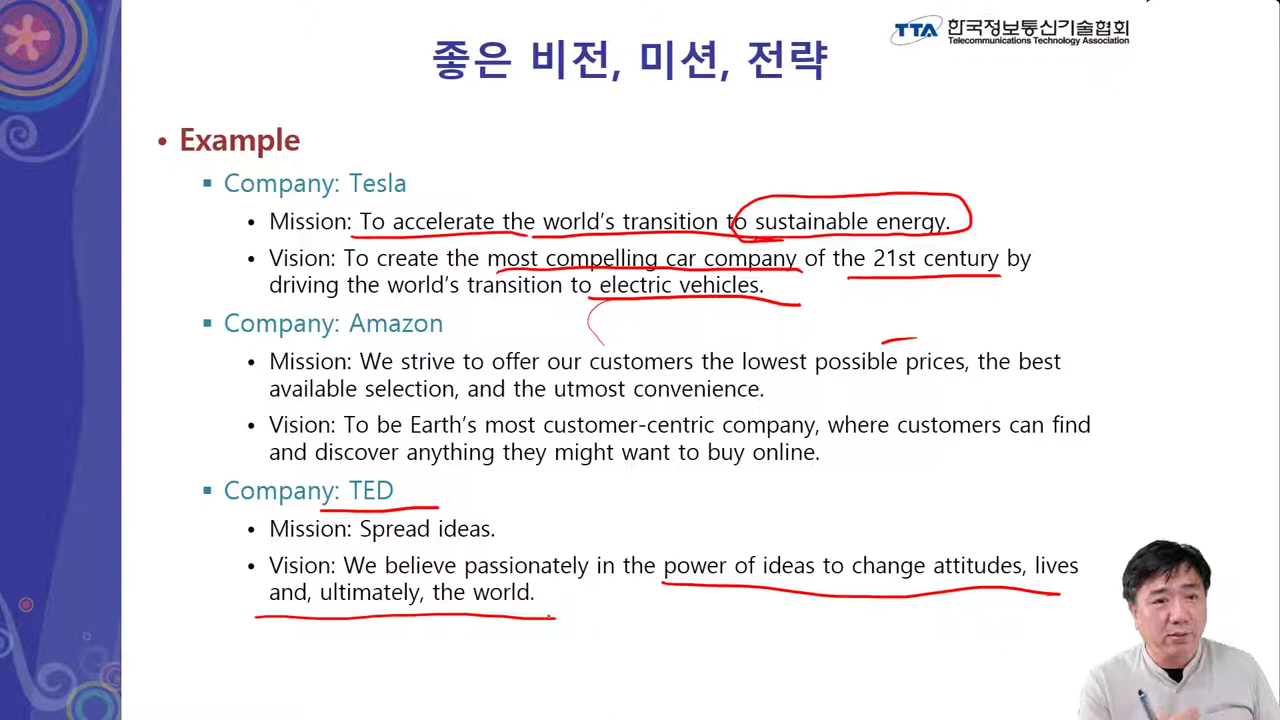 TTA 한국정보통신기술협회
Telecommunications Technology Association
좋은 비전, 미션, 전략
• Example
▪ Company: Tesla
• Mission: To accelerate the world's transition to sustainable energy.
• Vision: To create the most compelling car company of the 21st century by
driving the world's transition to electric vehicles.
▪ Company: Amazon
• Mission: We strive to offer our customers the lowest possible prices, the best
available selection, and the utmost convenience.
• Vision: To be Earth's most customer-centric company, where customers can find
and discover anything they might want to buy online.
▪ Company: TED
• Mission: Spread ideas.
• Vision: We believe passionately in the power of ideas to change attitudes, lives
and, ultimately, the world.